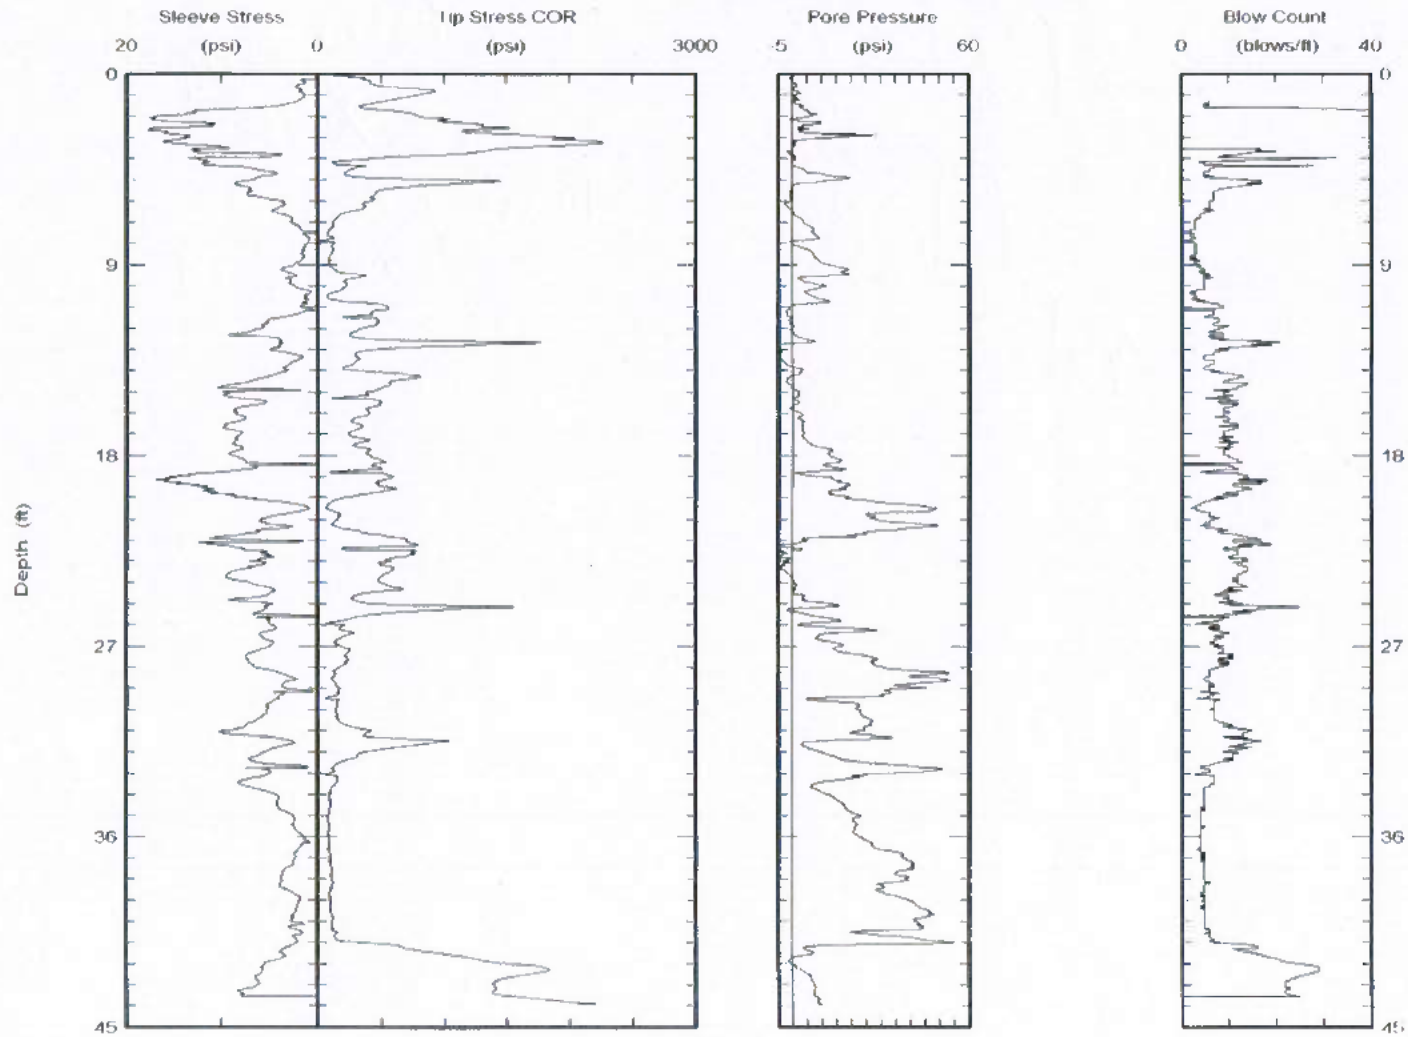 Sleeve Stress Tip Stress COR Pore Pressure Blow Count
20 (psi) 0 (psi) 3000 -5 (psi) 60 0 (blows/ft) 40
0 0
9 9
18 18
Depth (ft)
27 27
36 36
45 45